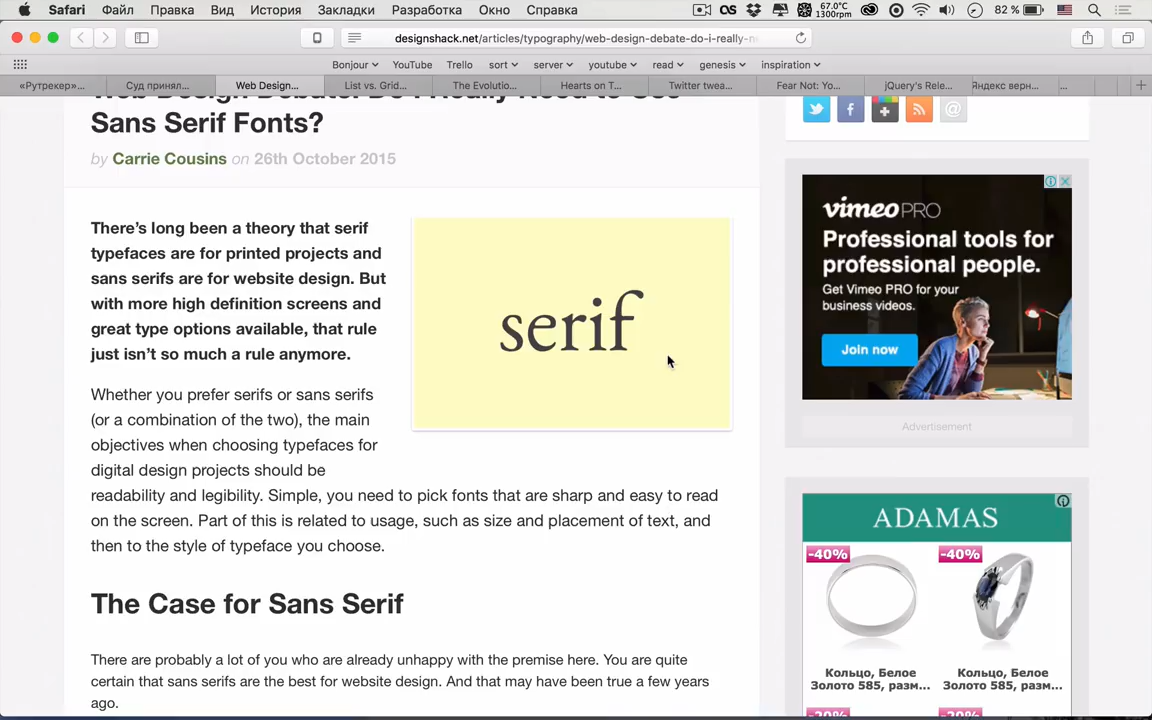 Safari Файл Правка Вид История Закладки Разработка Окно Справка 67.0°C 1300rpm 82 %
designshack.net/articles/typography/web-design-debate-do-i-really-n
Bonjour YouTube Trello sort server youtube read genesis inspiration
«Рутрекер»... Суд приял... Web Design... List vs. Grid... The Evolutio... Hearts on T... Twitter twea... Fear Not: Yo... jQuery's Rele... Яндекс верн... ...
Web Design Debate: Do I Really Need to Use
Sans Serif Fonts?
by Carrie Cousins on 26th October 2015
There's long been a theory that serif
typefaces are for printed projects and
sans serifs are for website design. But
with more high definition screens and
great type options available, that rule
just isn't so much a rule anymore.
serif
Whether you prefer serifs or sans serifs
(or a combination of the two), the main
objectives when choosing typefaces for
digital design projects should be
readability and legibility. Simple, you need to pick fonts that are sharp and easy to read
on the screen. Part of this is related to usage, such as size and placement of text, and
then to the style of typeface you choose.
The Case for Sans Serif
There are probably a lot of you who are already unhappy with the premise here. You are quite
certain that sans serifs are the best for website design. And that may have been true a few years
ago.
vimeo PRO
Professional tools for
professional people.
Get Vimeo PRO for your
business videos.
Join now
Advertisement
ADAMAS
-40% -40%
Кольцо, Белое
Золото 585, разм...
Кольцо, Белое
Золото 585, разм...